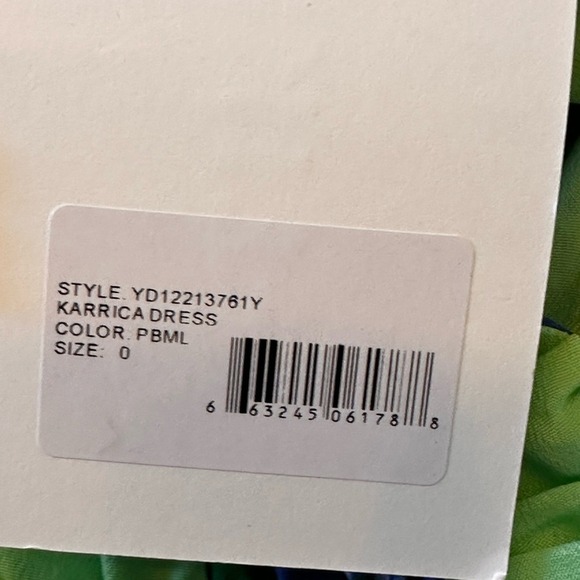 STYLE. YD12213761Y
KARRICA DRESS
COLOR. PBML
SIZE: 0
6 63245 06178 8